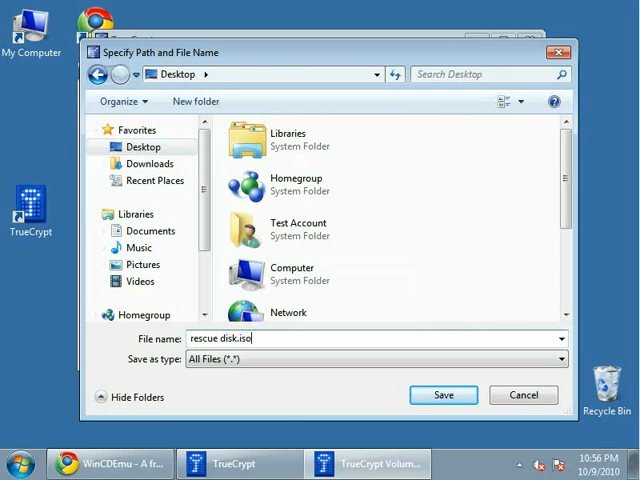 My Computer
Specify Path and File Name
Desktop
Search Desktop
Organize
New folder
Favorites
Desktop
Downloads
Recent Places
Libraries
Documents
Music
Pictures
Videos
Homegroup
Libraries
System Folder
Homegroup
System Folder
Test Account
System Folder
Computer
System Folder
Network
File name: rescue disk.iso
Save as type: All Files (*.*)
Hide Folders
Save
Cancel
TrueCrypt
Recycle Bin
WinCDEmu - A fr...
TrueCrypt
TrueCrypt Volum...
10:56 PM
10/9/2010